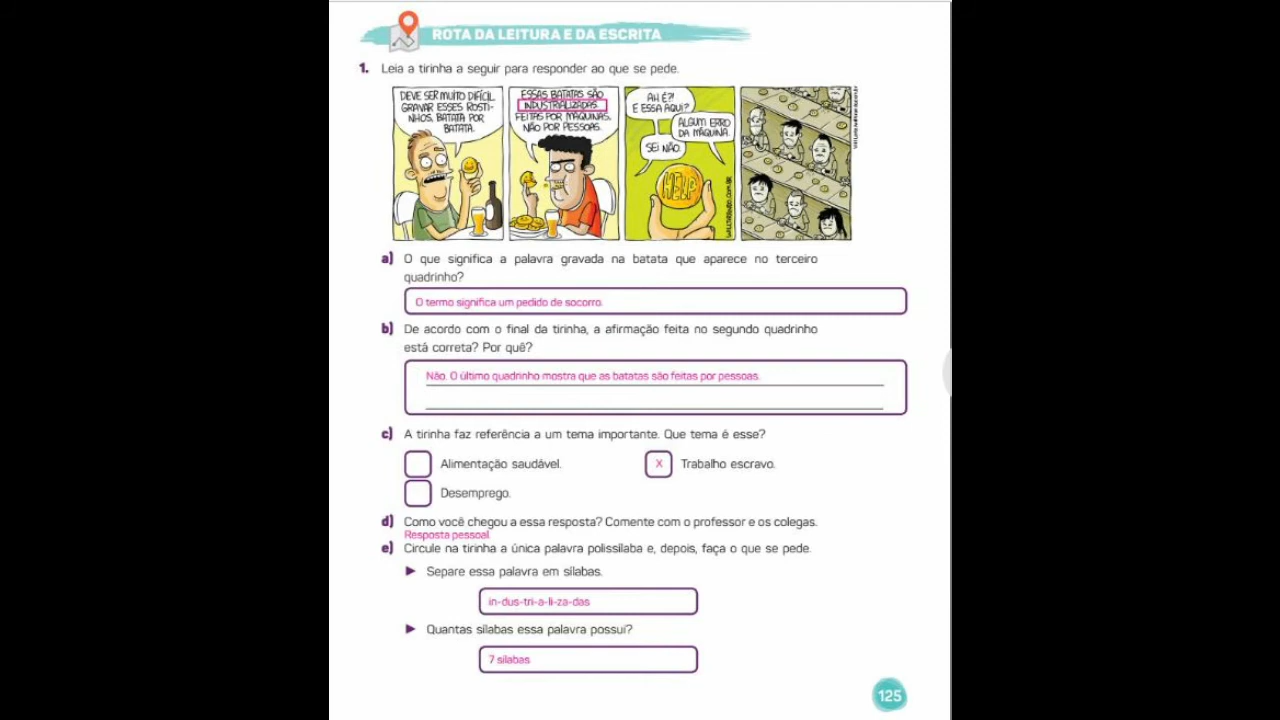 ROTA DA LEITURA E DA ESCRITA
1. Leia a tirinha a seguir para responder ao que se pede.
DEVE SER MUITO DIFÍCIL
GRAVAR ESSES ROSTI-
NHOS, BATATA POR
BATATA.
ESSAS BATATAS SÃO
INDUSTRIALIZADAS.
FEITAS POR MÁQUINAS,
NÃO POR PESSOAS.
AH É?!
E ESSA AQUI?
ALGUM ERRO
DA MÁQUINA.
SEI NÃO.
HELP
a) O que significa a palavra gravada na batata que aparece no terceiro
quadrinho?
O termo significa um pedido de socorro.
b) De acordo com o final da tirinha, a afirmação feita no segundo quadrinho
está correta? Por quê?
Não. O último quadrinho mostra que as batatas são feitas por pessoas.
c) A tirinha faz referência a um tema importante. Que tema é esse?
Alimentação saudável.
X Trabalho escravo.
Desemprego.
d) Como você chegou a essa resposta? Comente com o professor e os colegas.
Resposta pessoal.
e) Circule na tirinha a única palavra polissílaba e, depois, faça o que se pede.
Separe essa palavra em sílabas.
in-dus-tri-a-li-za-das
Quantas sílabas essa palavra possui?
7 sílabas
125